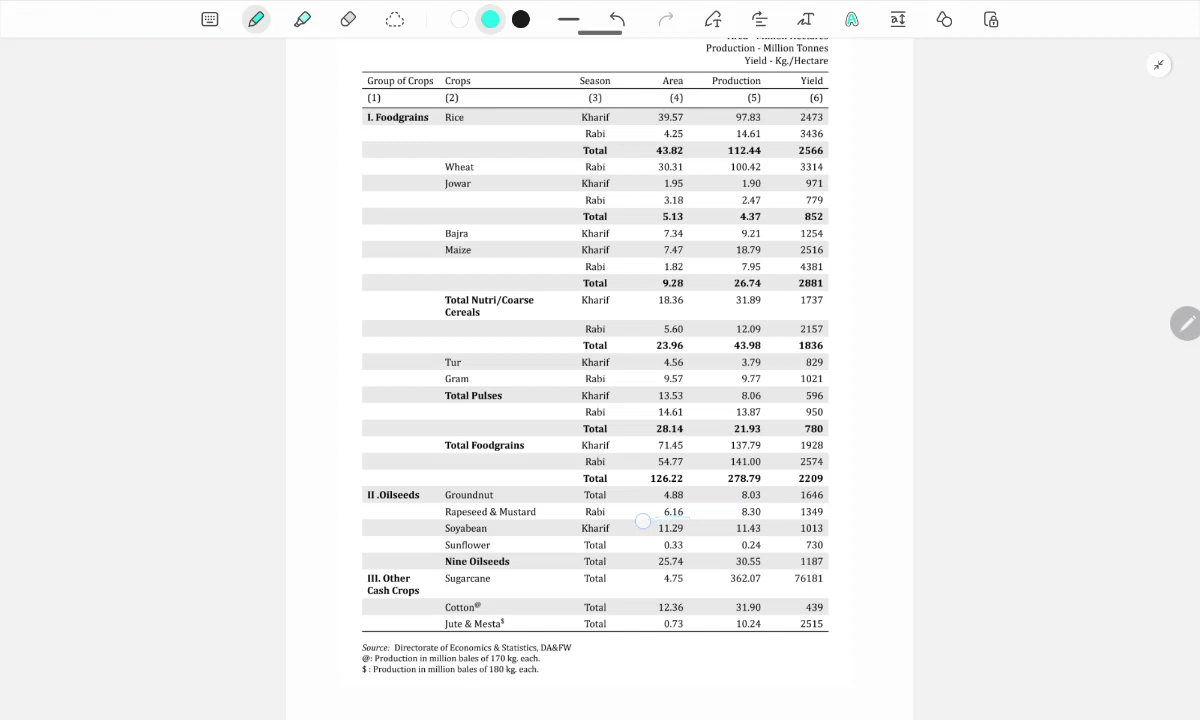 Production - Million Tonnes
Yield - Kg./Hectare
Group of Crops Crops Season Area Production Yield
(1) (2) (3) (4) (5) (6)
I. Foodgrains Rice Kharif 39.57 97.83 2473
Rabi 4.25 14.61 3436
Total 43.82 112.44 2566
Wheat Rabi 30.31 100.42 3314
Jowar Kharif 1.95 1.90 971
Rabi 3.18 2.47 779
Total 5.13 4.37 852
Bajra Kharif 7.34 9.21 1254
Maize Kharif 7.47 18.79 2516
Rabi 1.82 7.95 4381
Total 9.28 26.74 2881
Total Nutri/Coarse Kharif 18.36 31.89 1737
Cereals
Rabi 5.60 12.09 2157
Total 23.96 43.98 1836
Tur Kharif 4.56 3.79 829
Gram Rabi 9.57 9.77 1021
Total Pulses Kharif 13.53 8.06 596
Rabi 14.61 13.87 950
Total 28.14 21.93 780
Total Foodgrains Kharif 71.45 137.79 1928
Rabi 54.77 141.00 2574
Total 126.22 278.79 2209
II .Oilseeds Groundnut Total 4.88 8.03 1646
Rapeseed & Mustard Rabi 6.16 8.30 1349
Soyabean Kharif 11.29 11.43 1013
Sunflower Total 0.33 0.24 730
Nine Oilseeds Total 25.74 30.55 1187
III. Other Sugarcane Total 4.75 362.07 76181
Cash Crops
Cotton@ Total 12.36 31.90 439
Jute & Mesta$ Total 0.73 10.24 2515
Source: Directorate of Economics & Statistics, DA&FW
@: Production in million bales of 170 kg. each.
$ : Production in million bales of 180 kg. each.